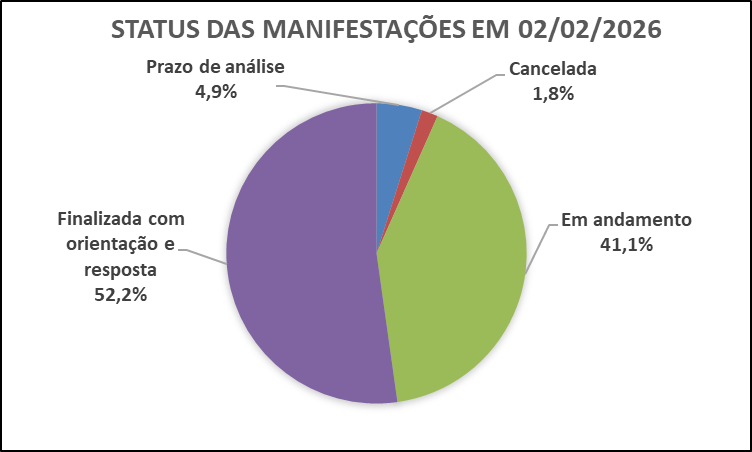 STATUS DAS MANIFESTAÇÕES EM 02/02/2026
Prazo de análise
4,9%
Cancelada
1,8%
Em andamento
41,1%
Finalizada com
orientação e
resposta
52,2%